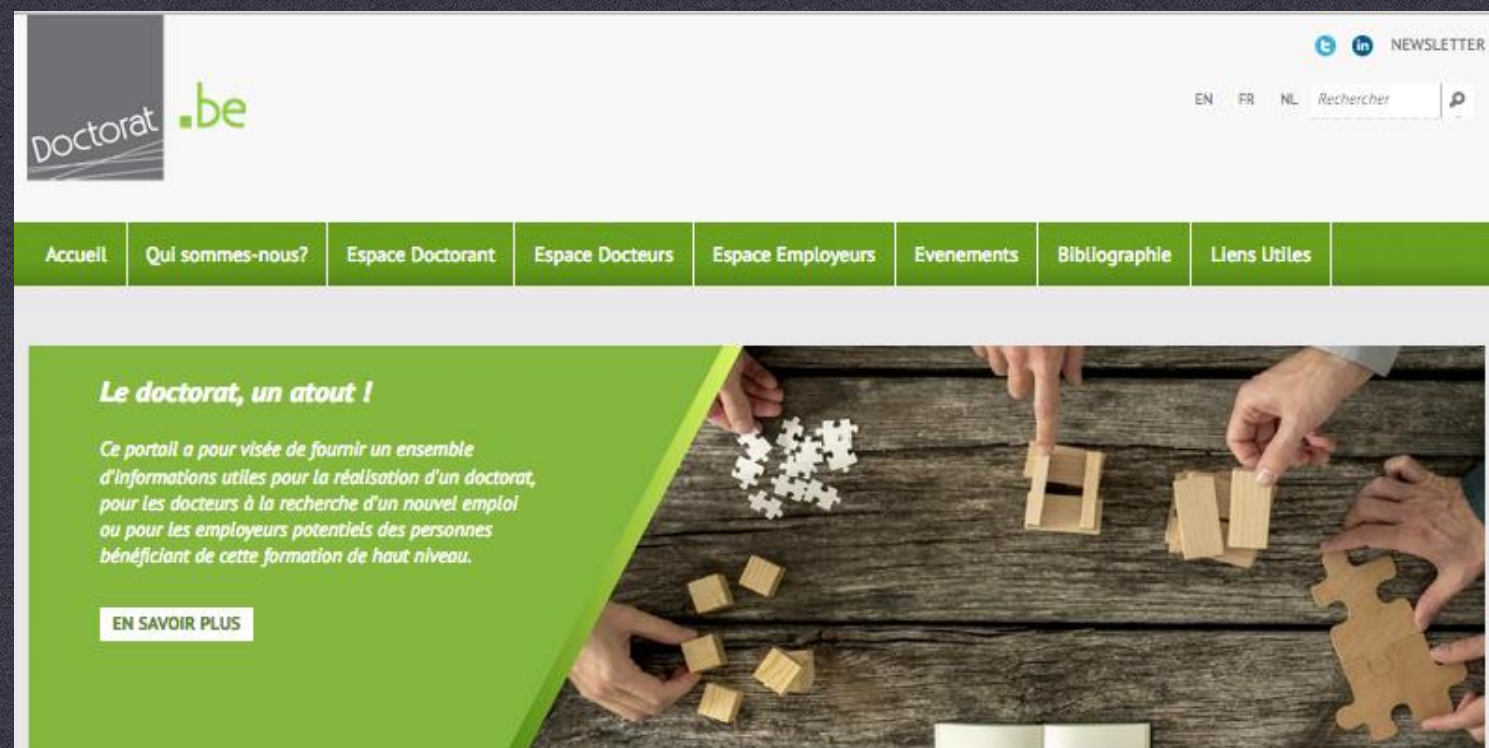 NEWSLETTER
Doctorat .be
EN FR NL Rechercher
Accueil Qui sommes-nous? Espace Doctorant Espace Docteurs Espace Employeurs Evenements Bibliographie Liens Utiles
Le doctorat, un atout !
Ce portail a pour visée de fournir un ensemble
d'informations utiles pour la réalisation d'un doctorat,
pour les docteurs à la recherche d'un nouvel emploi
ou pour les employeurs potentiels des personnes
bénéficiant de cette formation de haut niveau.
EN SAVOIR PLUS